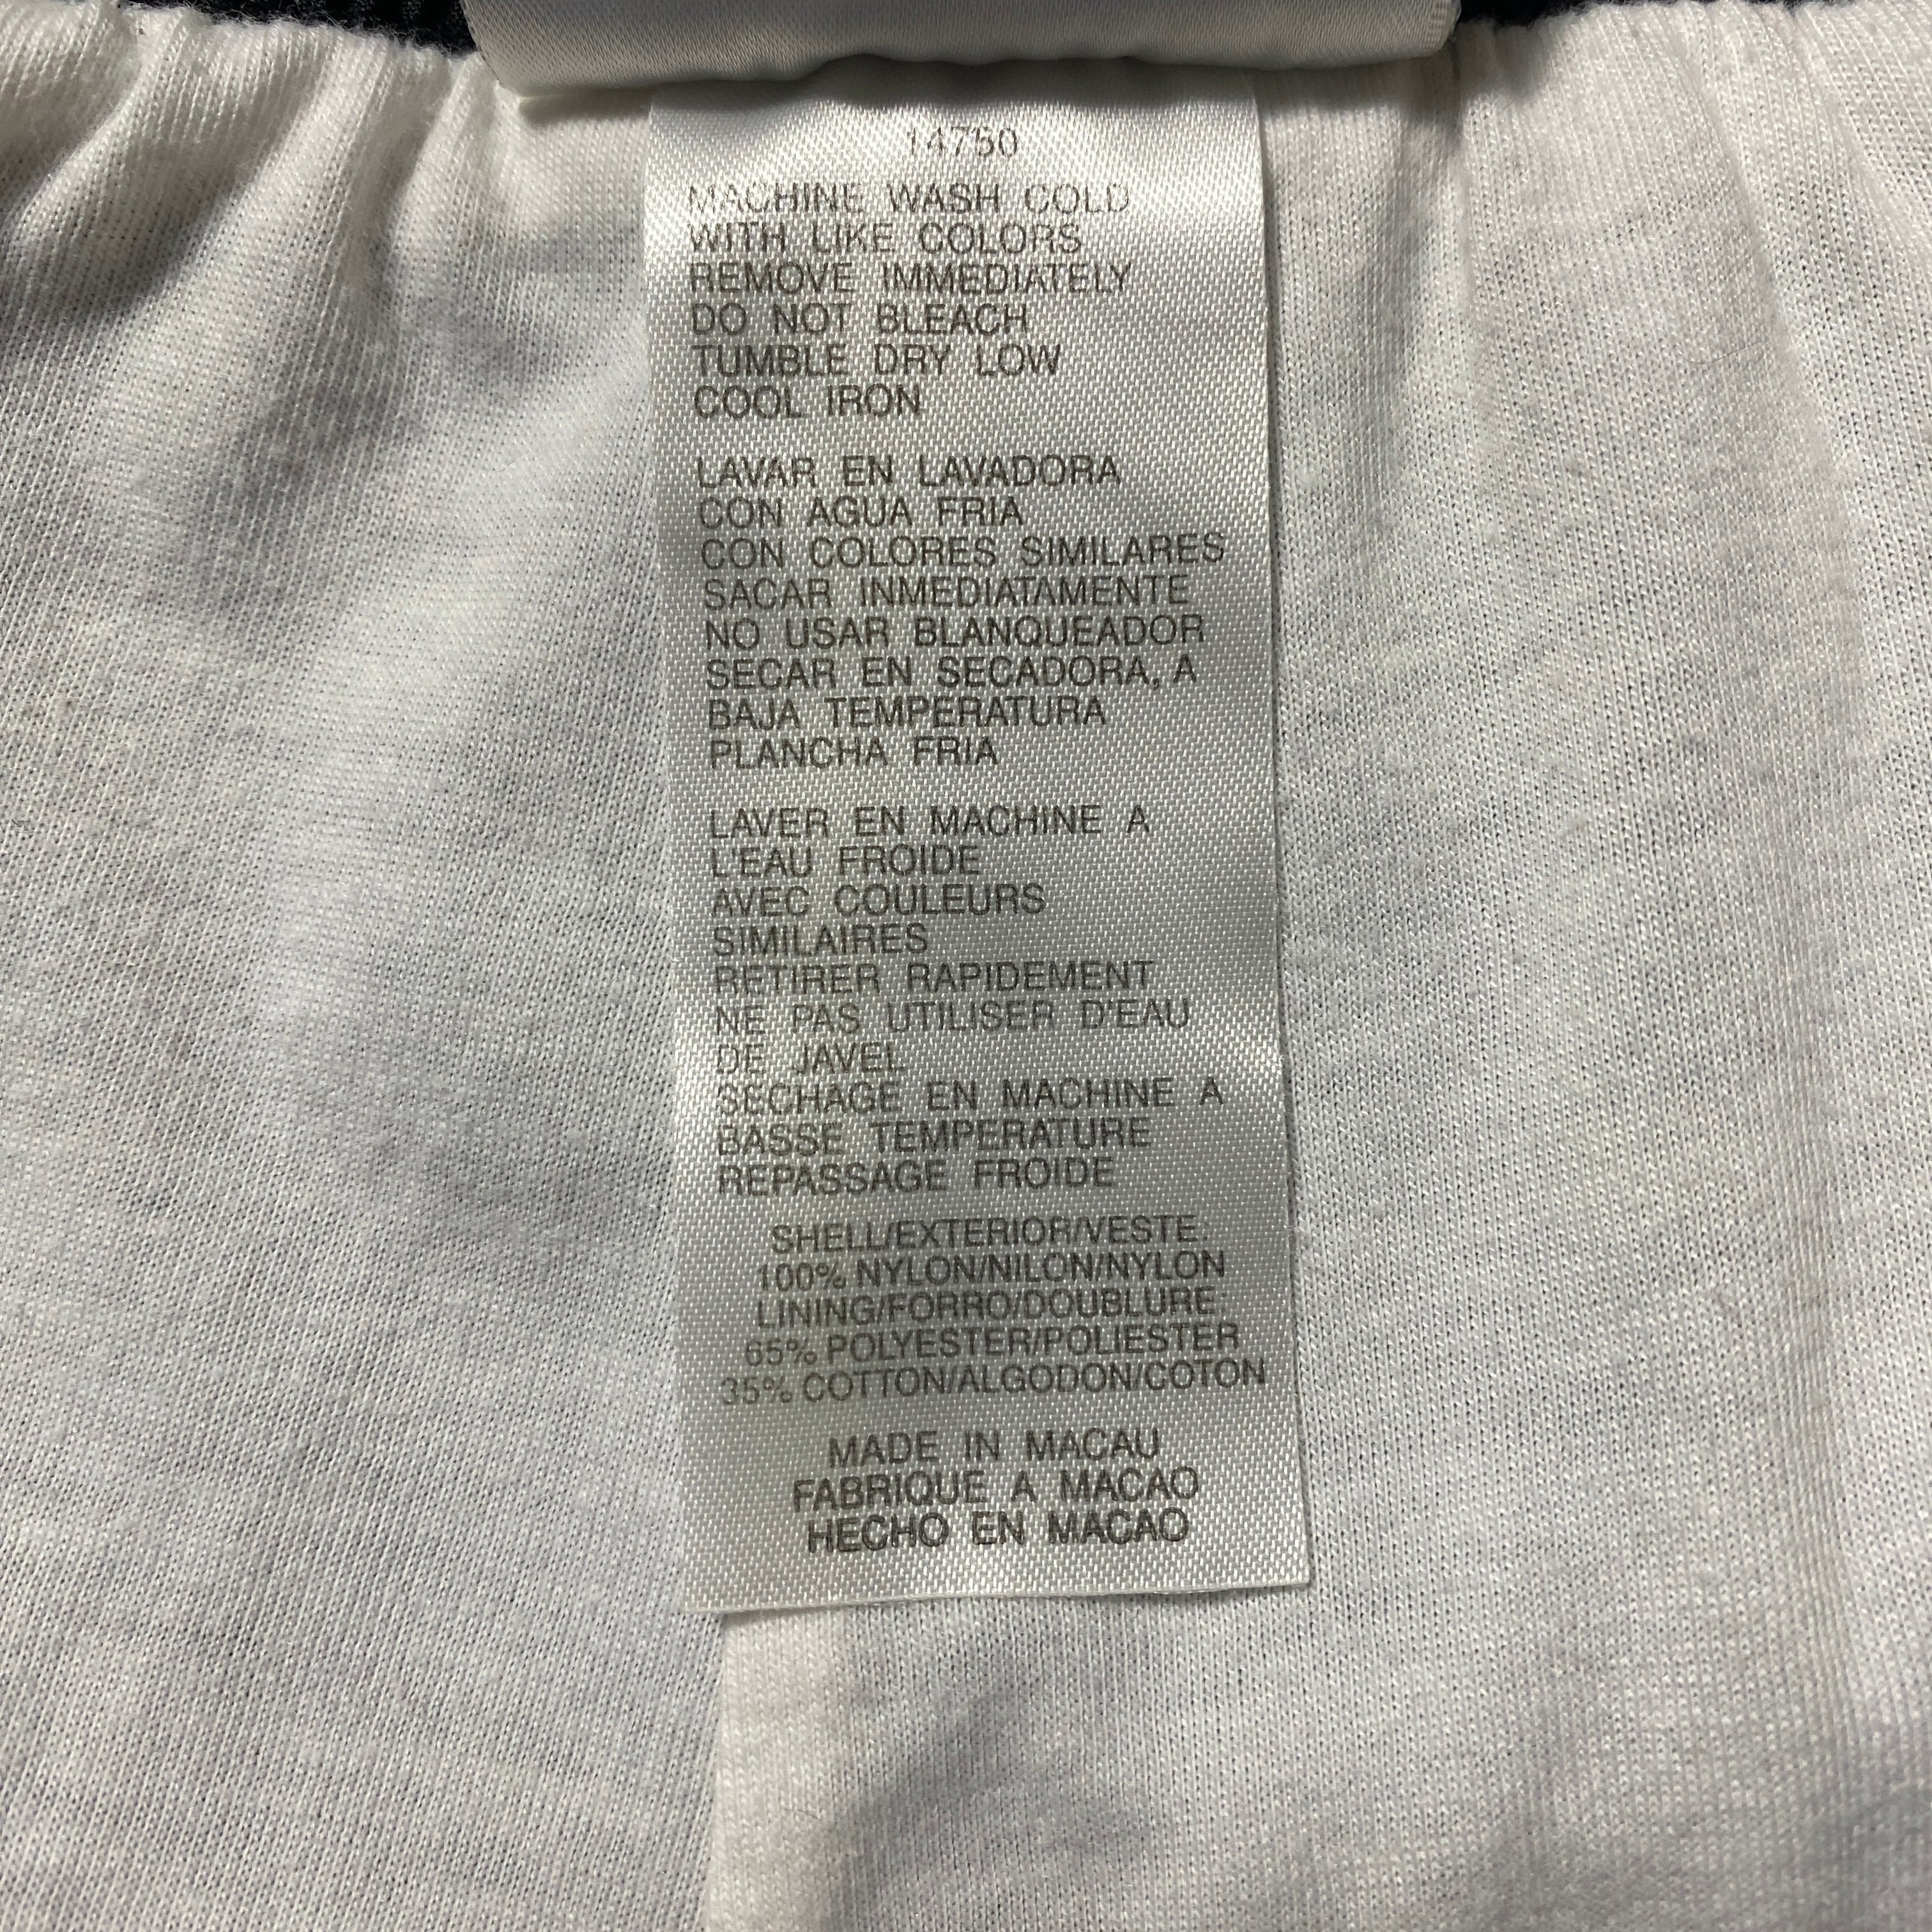 14750
MACHINE WASH COLD
WITH LIKE COLORS
REMOVE IMMEDIATELY
DO NOT BLEACH
TUMBLE DRY LOW
COOL IRON
LAVAR EN LAVADORA
CON AGUA FRIA
CON COLORES SIMILARES
SACAR INMEDIATAMENTE
NO USAR BLANQUEADOR
SECAR EN SECADORA, A
BAJA TEMPERATURA
PLANCHA FRIA
LAVER EN MACHINE A
L'EAU FROIDE
AVEC COULEURS
SIMILAIRES
RETIRER RAPIDEMENT
NE PAS UTILISER D'EAU
DE JAVEL
SECHAGE EN MACHINE A
BASSE TEMPERATURE
REPASSAGE FROIDE
SHELL/EXTERIOR/VESTE:
100% NYLON/NILON/NYLON
LINING/FORRO/DOUBLURE:
65% POLYESTER/POLIESTER
35% COTTON/ALGODON/COTON
MADE IN MACAU
FABRIQUE A MACAO
HECHO EN MACAO